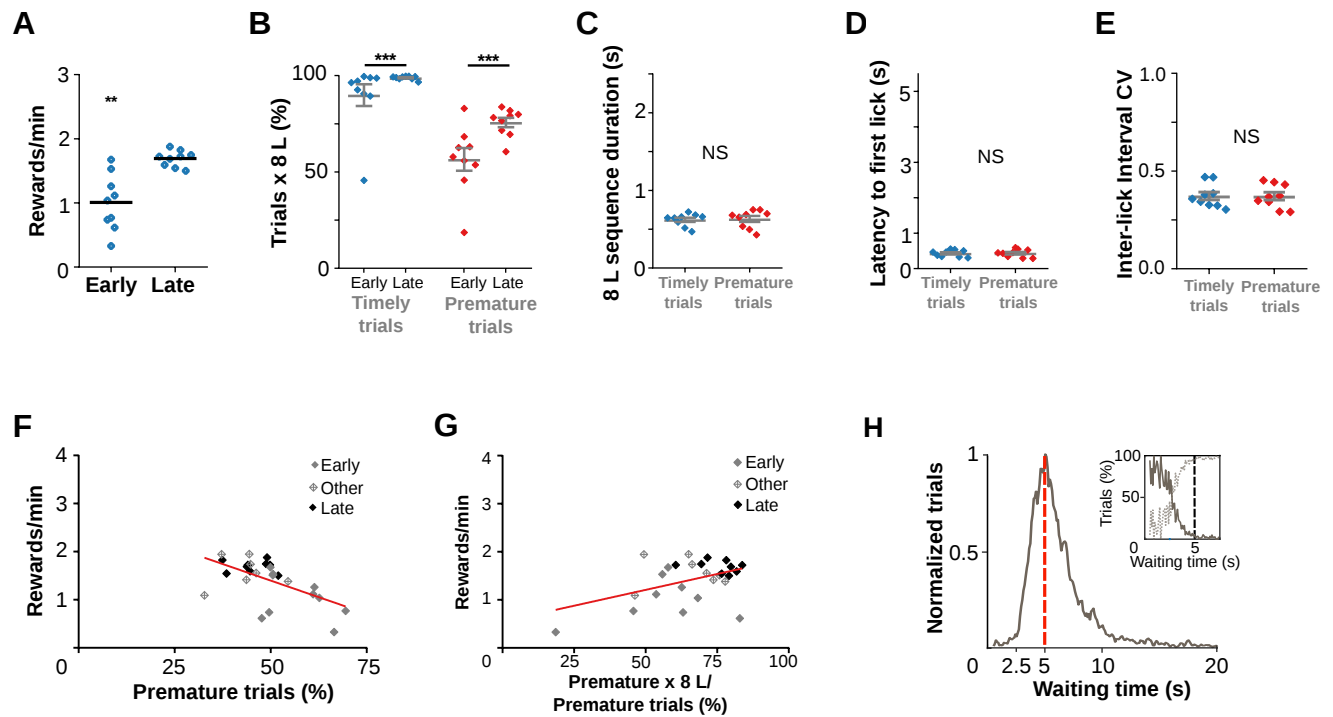 A
B
C
D
E
Rewards/min
3
2
1
0
**
Early Late
Trials x 8 L (%)
100
50
0
***
***
Early Late
Early Late
Timely
trials
Premature
trials
8 L sequence duration (s)
2
1
0
NS
Timely
trials
Premature
trials
Latency to first lick (s)
5
3
1
0
NS
Timely
trials
Premature
trials
Inter-lick Interval CV
1.0
0.5
0.0
NS
Timely
trials
Premature
trials
F
G
H
Rewards/min
4
3
2
1
0
25
50
75
Premature trials (%)
Early
Other
Late
Rewards/min
4
3
2
1
0
25
50
75
100
Premature x 8 L/
Premature trials (%)
Early
Other
Late
Normalized trials
1
0.5
0
2.5
5
10
20
Waiting time (s)
Trials (%)
100
50
0
5
Waiting time (s)